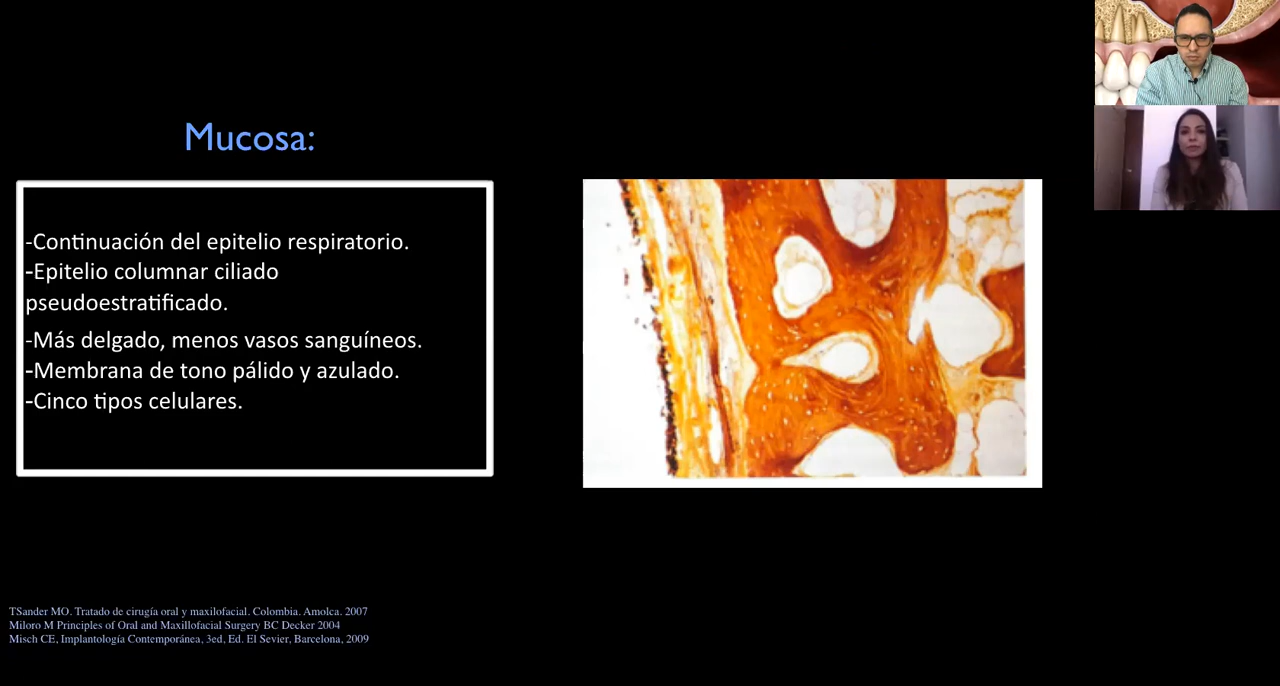 Mucosa:
-Continuación del epitelio respiratorio.
-Epitelio columnar ciliado
pseudoestratificado.
-Más delgado, menos vasos sanguíneos.
-Membrana de tono pálido y azulado.
-Cinco tipos celulares.
TSander MO. Tratado de cirugía oral y maxilofacial. Colombia. Amolca. 2007
Miloro M Principles of Oral and Maxillofacial Surgery BC Decker 2004
Misch CE, Implantología Contemporánea, 3ed, Ed. El Sevier, Barcelona, 2009